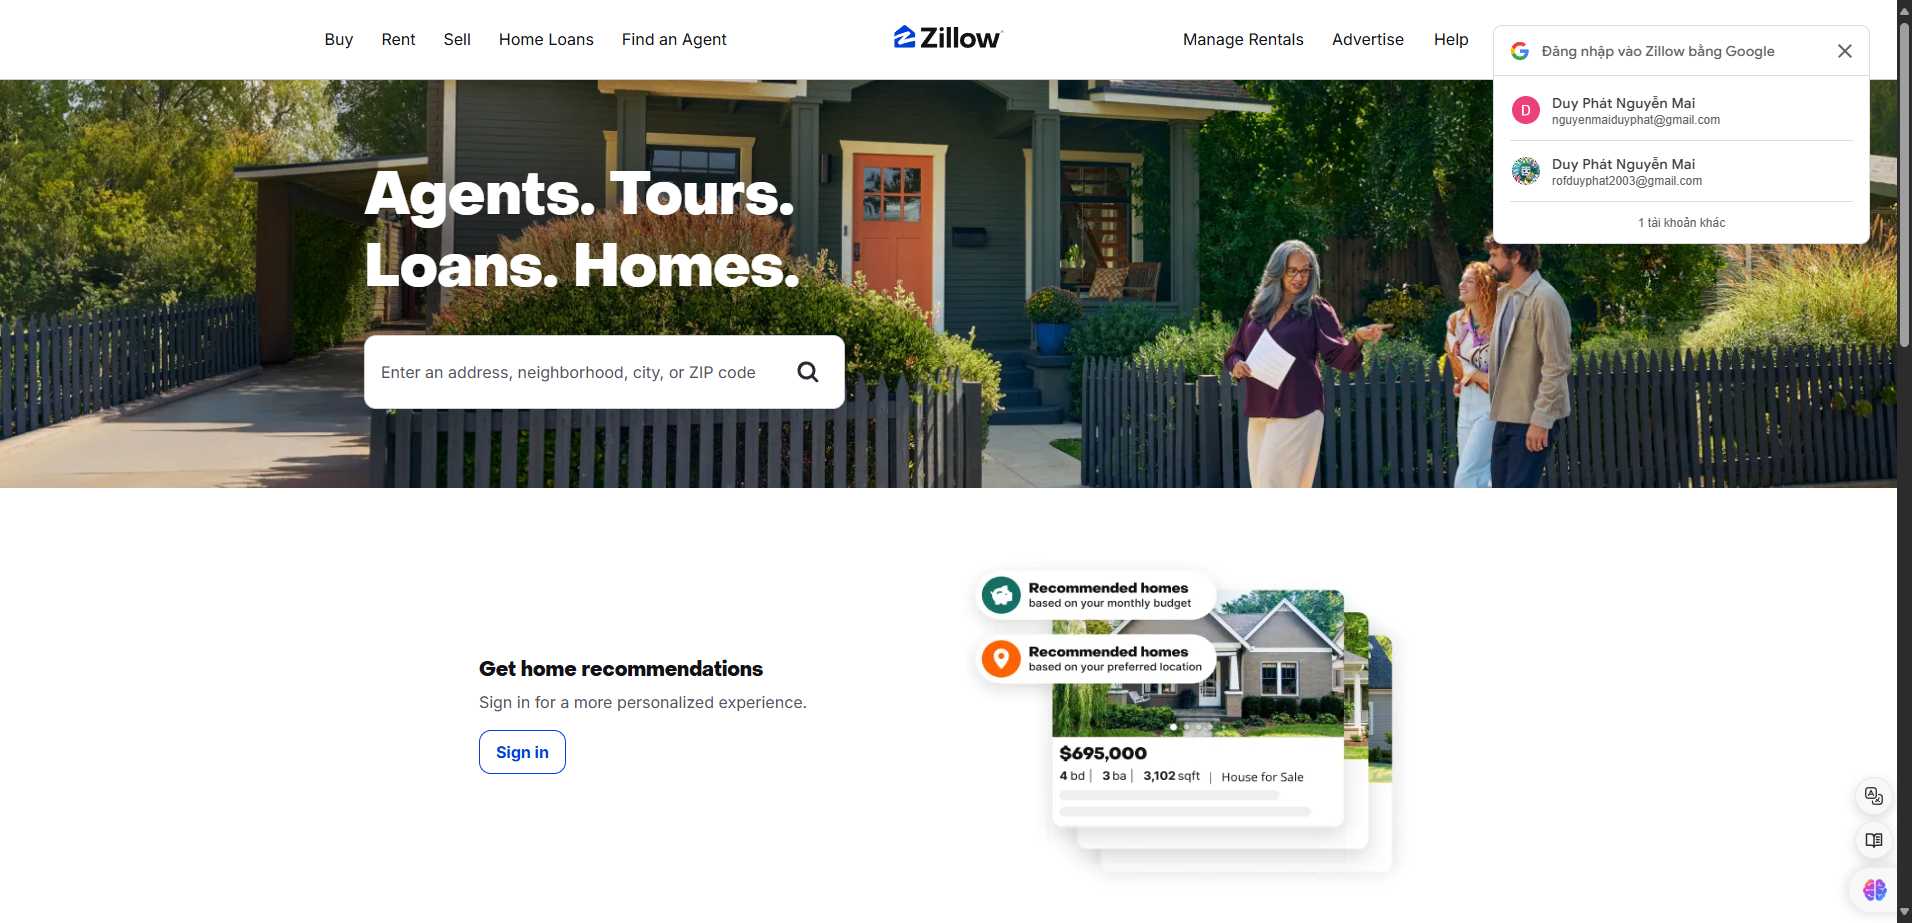 Buy
Rent
Sell
Home Loans
Find an Agent
Zillow
Manage Rentals
Advertise
Help
Đăng nhập vào Zillow bằng Google
D
Duy Phát Nguyễn Mai
nguyenmaiduyphat@gmail.com
Duy Phát Nguyễn Mai
rofduyphat2003@gmail.com
1 tài khoản khác
Agents. Tours.
Loans. Homes.
Enter an address, neighborhood, city, or ZIP code
Get home recommendations
Sign in for a more personalized experience.
Sign in
Recommended homes
based on your monthly budget
Recommended homes
based on your preferred location
$695,000
4 bd | 3 ba | 3,102 sqft | House for Sale